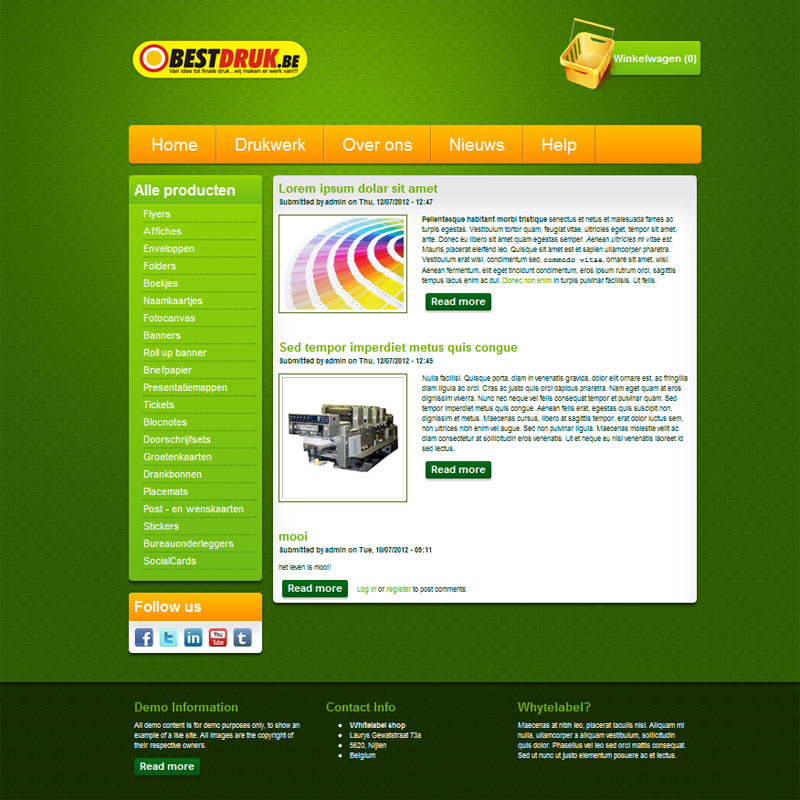 BESTDRUK.BE
Van idee tot finale druk...wij maken er werk van!!!
Winkelwagen (0)
Home
Drukwerk
Over ons
Nieuws
Help
Alle producten
Flyers
Affiches
Enveloppen
Folders
Boekjes
Naamkaartjes
Fotocanvas
Banners
Roll up banner
Briefpapier
Presentatiemappen
Tickets
Blocnotes
Doorschrijfsets
Groetenkaarten
Drankbonnen
Placemats
Post - en wenskaarten
Stickers
Bureauonderleggers
SocialCards
Follow us
You
Tube
Lorem ipsum dolar sit amet
Submitted by admin on Thu, 12/07/2012 - 12:47
Pellentesque habitant morbi tristique senectus et netus et malesuada fames ac
turpis egestas. Vestibulum tortor quam, feugiat vitae, ultricies eget, tempor sit amet,
ante. Donec eu libero sit amet quam egestas semper. Aenean ultricies mi vitae est.
Mauris placerat eleifend leo. Quisque sit amet est et sapien ullamcorper pharetra.
Vestibulum erat wisi, condimentum sed, commodo vitae, ornare sit amet, wisi.
Aenean fermentum, elit eget tincidunt condimentum, eros ipsum rutrum orci, sagittis
tempus lacus enim ac dui. Donec non enim in turpis pulvinar facilisis. Ut felis.
Read more
Sed tempor imperdiet metus quis congue
Submitted by admin on Thu, 12/07/2012 - 12:45
Nulla facilisi. Quisque porta, diam in venenatis gravida, dolor elit ornare est, ac fringilla
diam ligula ac orci. Cras ac justo quis orci dapibus pharetra. Nam eget quam at eros
dignissim viverra. Nunc nec neque vel felis consequat tempor et pulvinar quam. Sed
tempor imperdiet metus quis congue. Aenean felis erat, egestas quis suscipit non,
dignissim et metus. Maecenas cursus, libero at sagittis tempor, erat dolor luctus sem,
non ultrices nibh enim vel augue. Sed non pulvinar ligula. Maecenas molestie velit ac
diam consectetur at sollicitudin eros venenatis. Ut et neque eu nisl venenatis laoreet id
sed lectus.
Read more
mooi
Submitted by admin on Tue, 10/07/2012 - 09:11
het leven is mooi!
Read more
Log in or register to post comments
Demo Information
All demo content is for demo purposes only, to show an
example of a live site. All images are the copyright of
their respective owners.
Read more
Contact Info
Whitelabel shop
Laurys Gewatstraat 73a
5620, Nijlen
Belgium
Whytelabel?
Maecenas at nibh leo, placerat iaculis nisl. Aliquam mi
nulla, ullamcorper a aliquam vestibulum, sollicitudin
quis dolor. Phasellus vel leo sed orci mattis consequat.
Sed ut nunc ut justo elementum posuere ac et lectus.